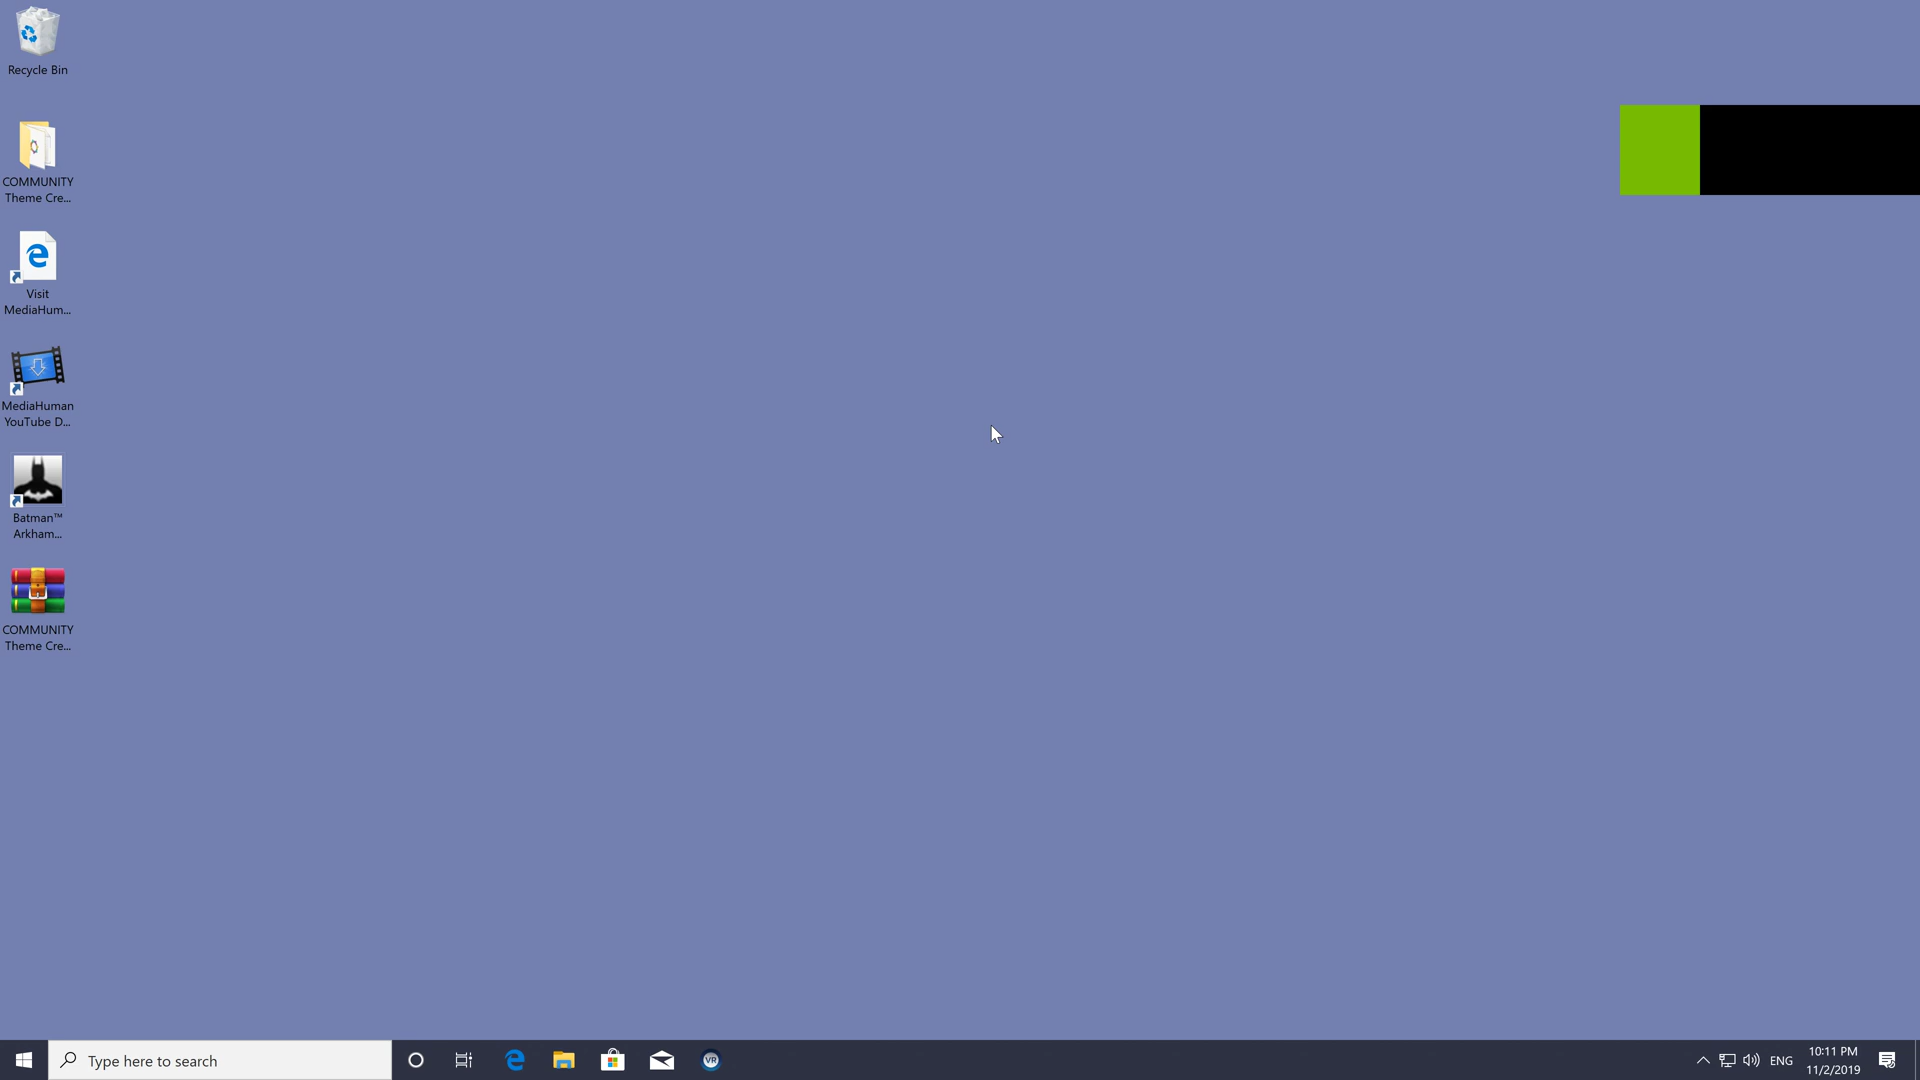 Recycle Bin
COMMUNITY
Theme Cre...
Visit
MediaHum...
MediaHuman
YouTube D...
Batman™
Arkham...
COMMUNITY
Theme Cre...
Type here to search
VR
ENG
10:11 PM
11/2/2019